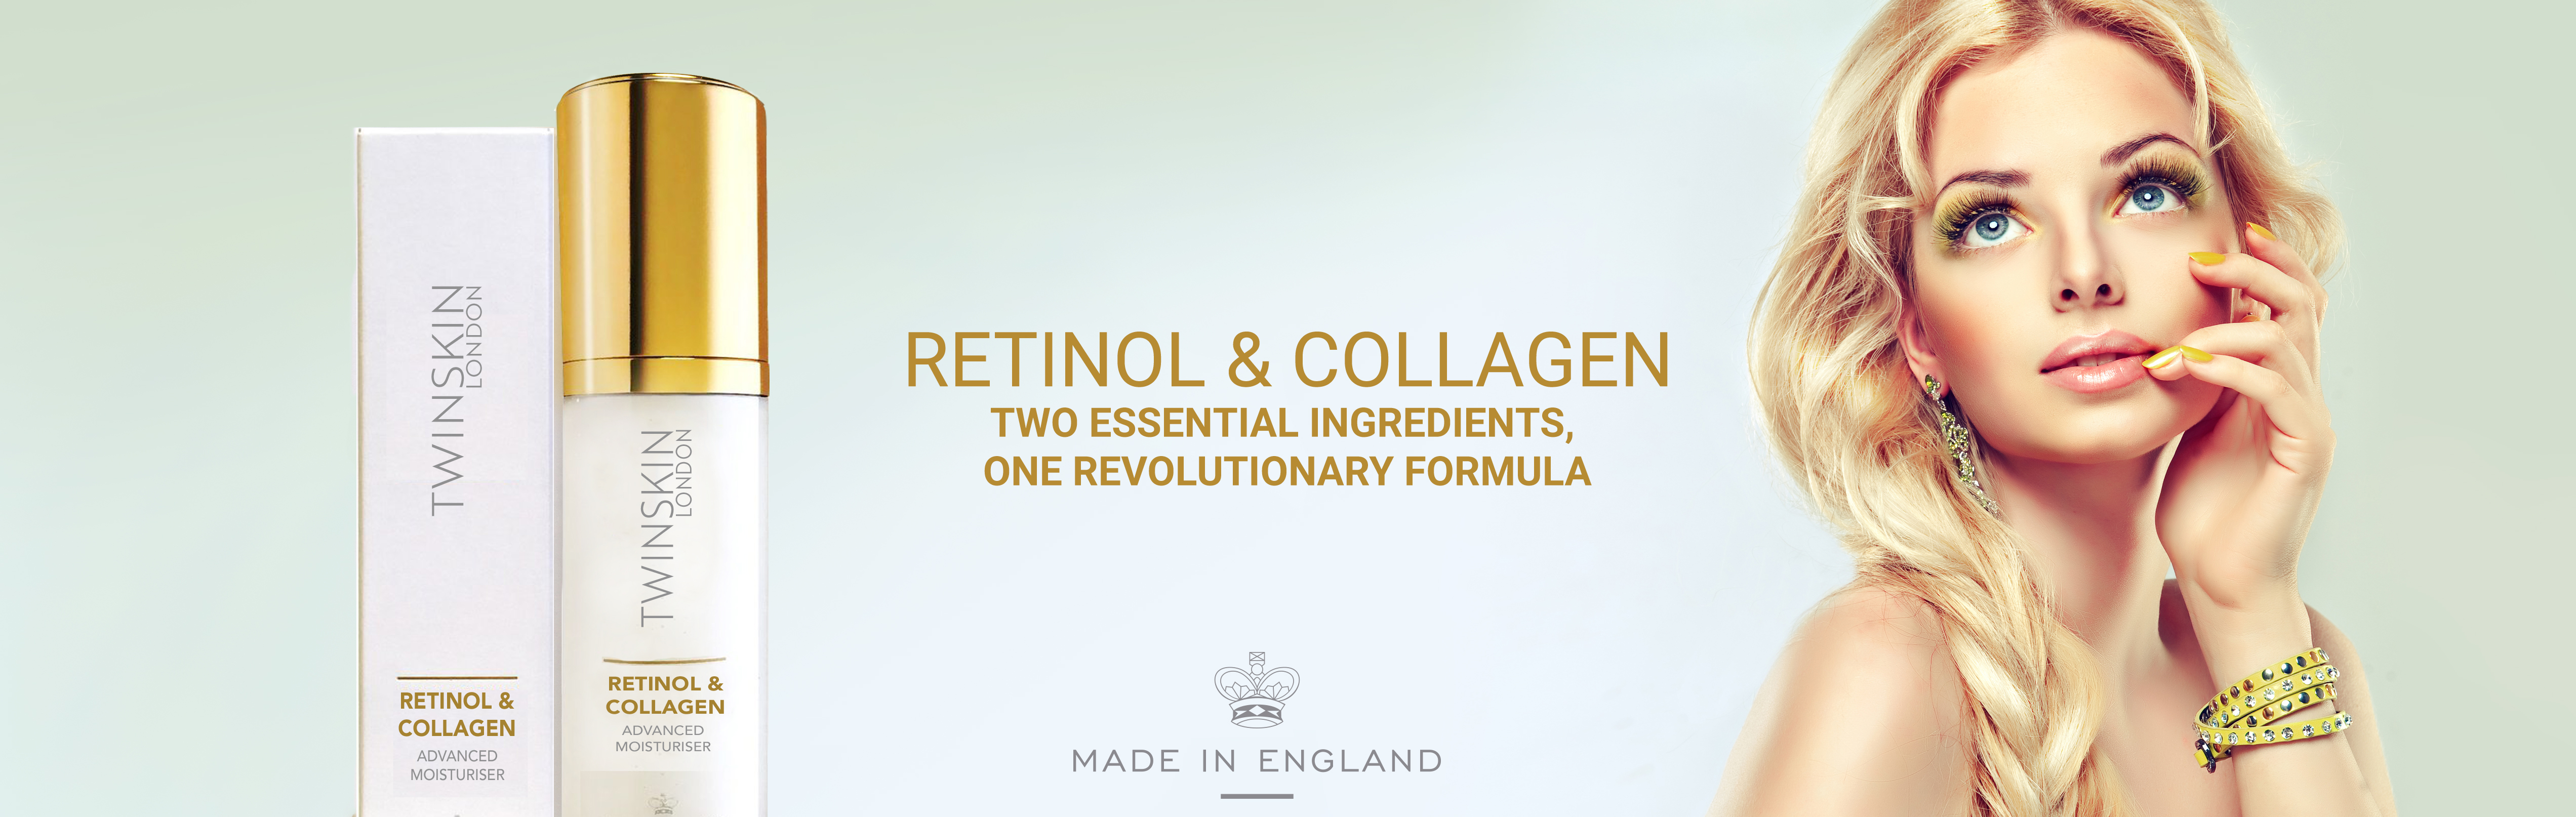 TWINSKIN
LONDON
RETINOL &
COLLAGEN
ADVANCED
MOISTURISER
TWINSKIN
LONDON
RETINOL &
COLLAGEN
ADVANCED
MOISTURISER
RETINOL & COLLAGEN
TWO ESSENTIAL INGREDIENTS,
ONE REVOLUTIONARY FORMULA
MADE IN ENGLAND